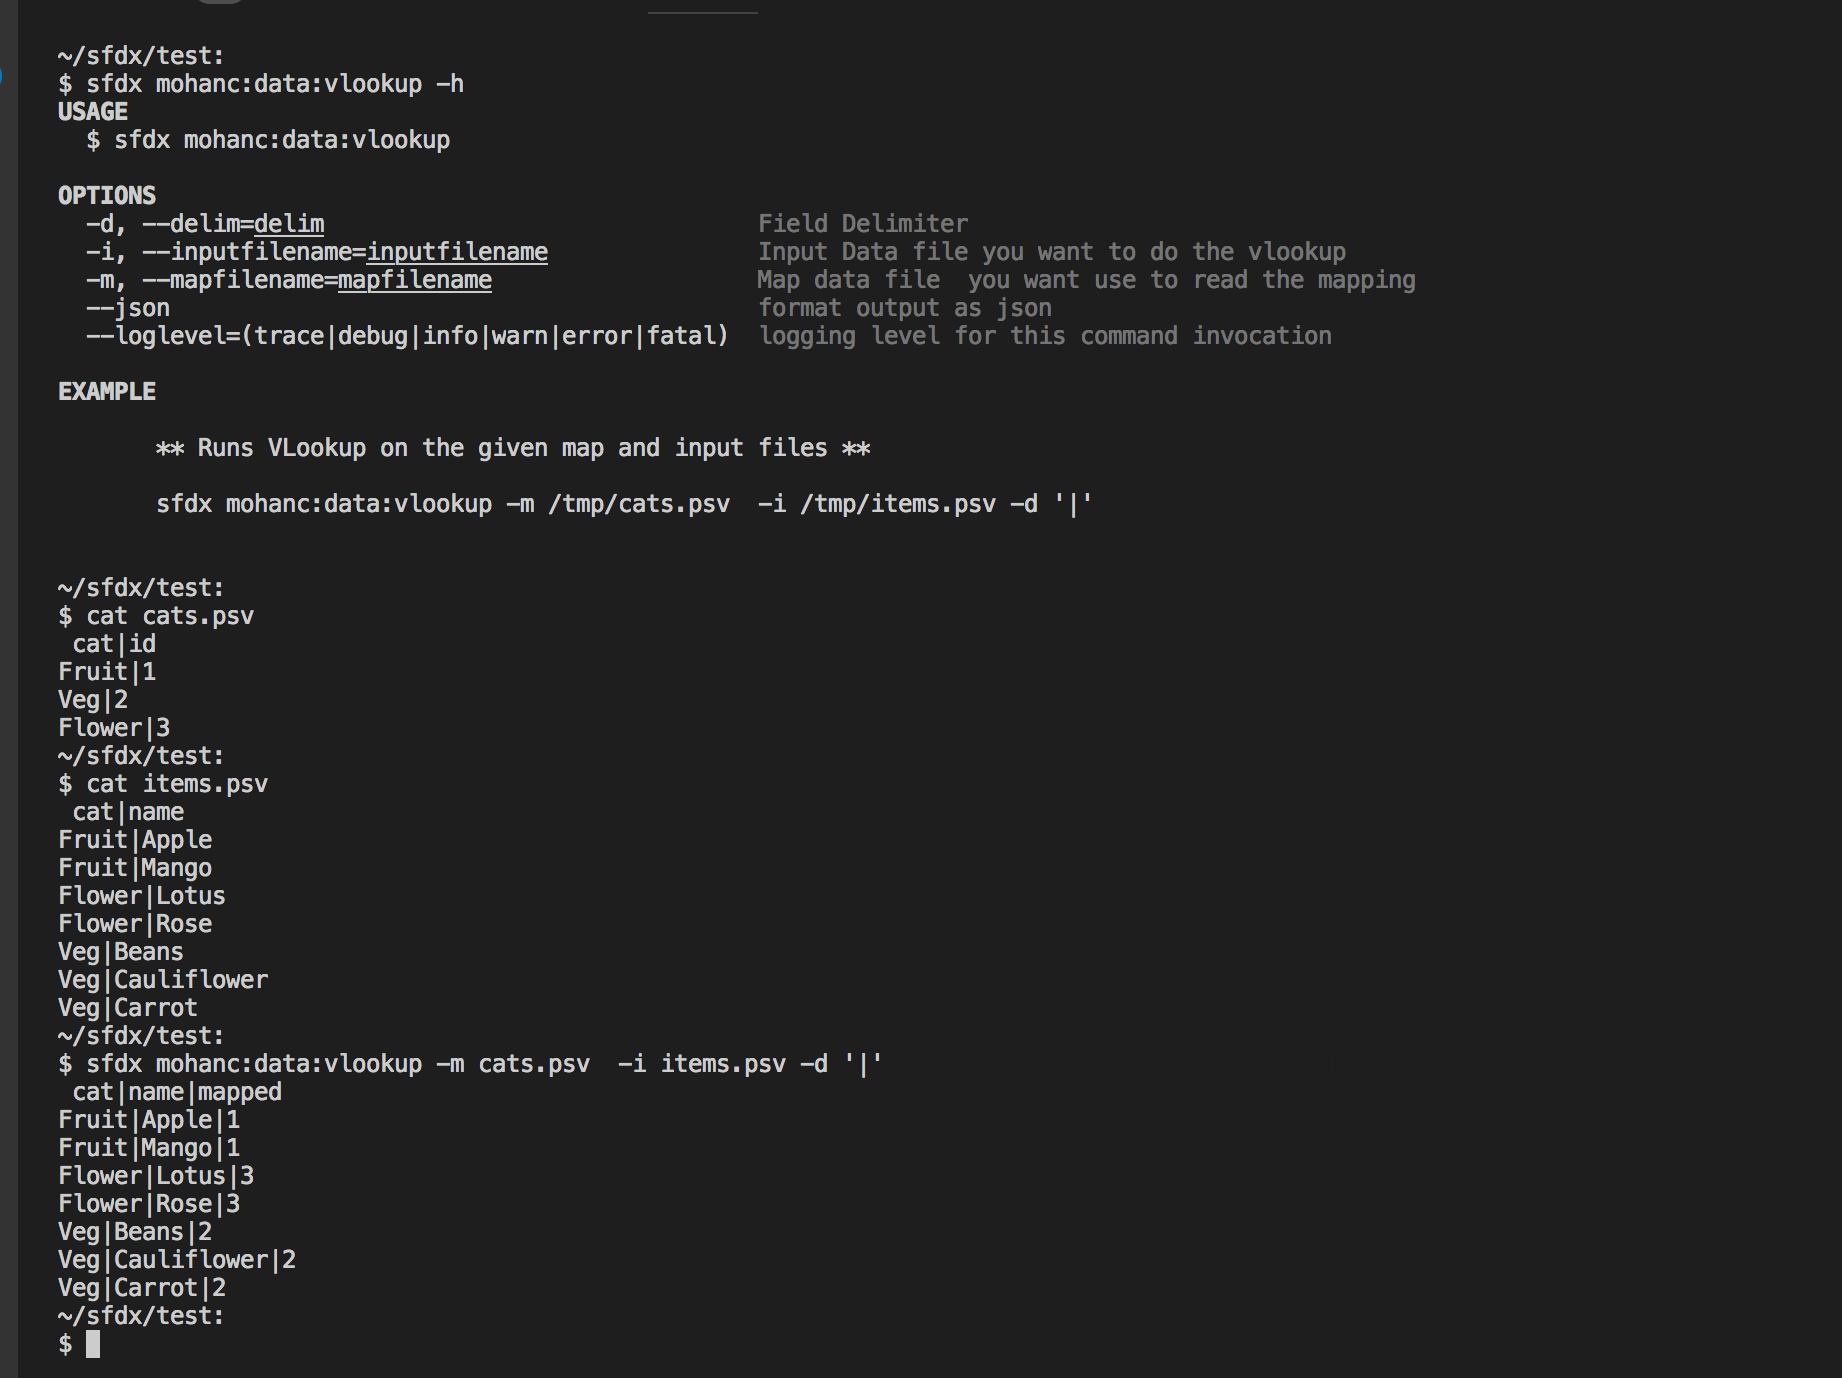 ~/sfdx/test:
$ sfdx mohanc:data:vlookup -h
USAGE
  $ sfdx mohanc:data:vlookup

OPTIONS
  -d, --delim=delim                               Field Delimiter
  -i, --inputfilename=inputfilename               Input Data file you want to do the vlookup
  -m, --mapfilename=mapfilename                   Map data file  you want use to read the mapping
  --json                                          format output as json
  --loglevel=(trace|debug|info|warn|error|fatal)  logging level for this command invocation

EXAMPLE

       ** Runs VLookup on the given map and input files **

       sfdx mohanc:data:vlookup -m /tmp/cats.psv  -i /tmp/items.psv -d '|'


~/sfdx/test:
$ cat cats.psv
 cat|id
Fruit|1
Veg|2
Flower|3
~/sfdx/test:
$ cat items.psv
 cat|name
Fruit|Apple
Fruit|Mango
Flower|Lotus
Flower|Rose
Veg|Beans
Veg|Cauliflower
Veg|Carrot
~/sfdx/test:
$ sfdx mohanc:data:vlookup -m cats.psv  -i items.psv -d '|'
 cat|name|mapped
Fruit|Apple|1
Fruit|Mango|1
Flower|Lotus|3
Flower|Rose|3
Veg|Beans|2
Veg|Cauliflower|2
Veg|Carrot|2
~/sfdx/test:
$